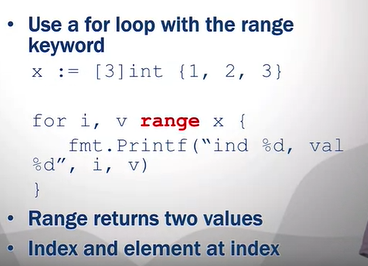 • Use a for loop with the range
keyword
x := [3]int {1, 2, 3}
for i, v range x {
fmt.Printf(“ind %d, val
%d”, i, v)
}
• Range returns two values
• Index and element at index